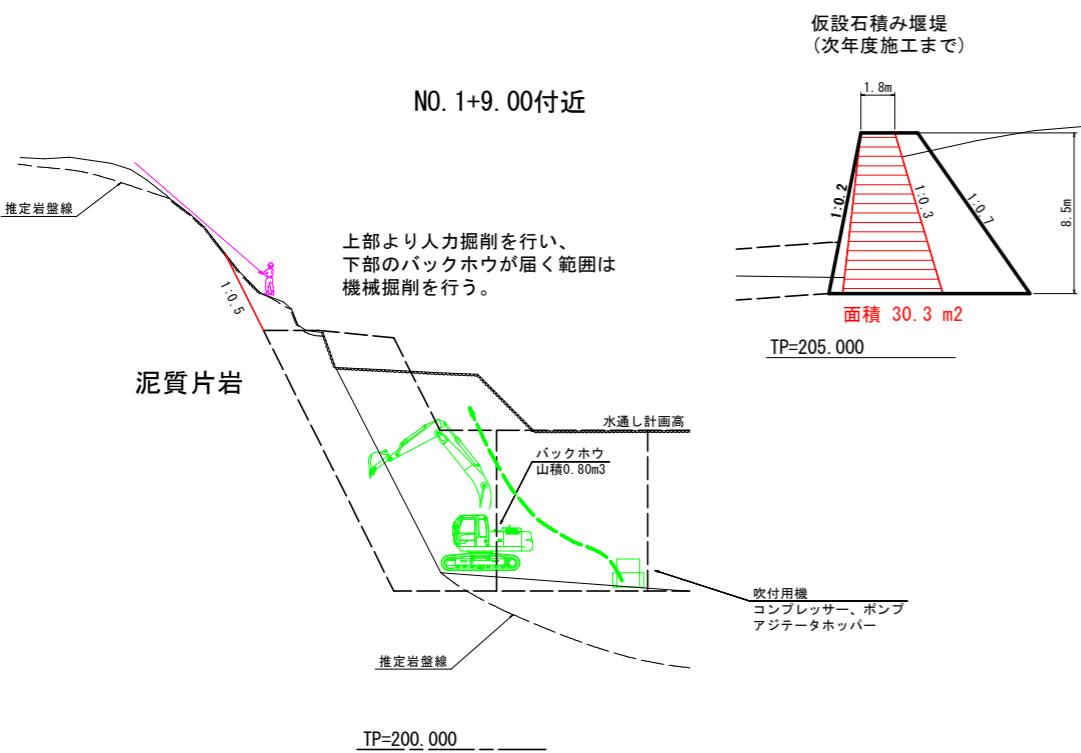 仮設石積み堰堤
(次年度施工まで)
1.8m
NO.1+9.00付近
推定岩盤線
1:0.2
1:0.3
1:0.7
8.5m
上部より人力掘削を行い、
下部のバックホウが届く範囲は
機械掘削を行う。
1:0.5
面積 30.3 m2
TP=205.000
泥質片岩
水通し計画高
バックホウ
山積0.80m3
吹付用機
コンプレッサー、ポンプ
アジテータホッパー
推定岩盤線
TP=200.000